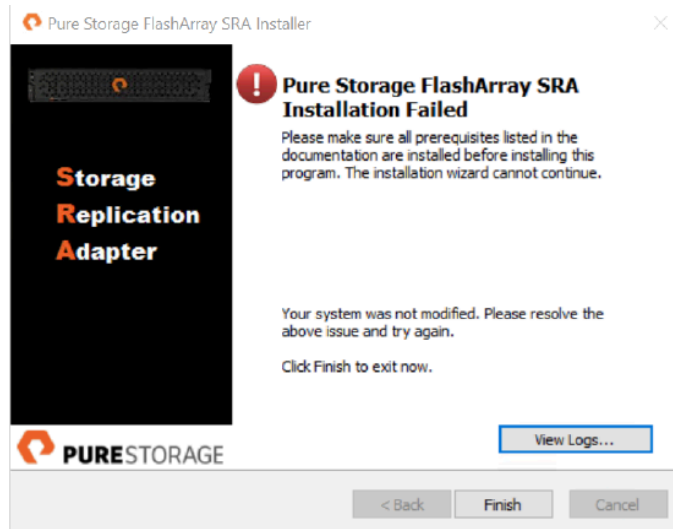 Pure Storage FlashArray SRA Installer
Storage
Replication
Adapter
Pure Storage FlashArray SRA
Installation Failed
Please make sure all prerequisites listed in the
documentation are installed before installing this
program. The installation wizard cannot continue.
Your system was not modified. Please resolve the
above issue and try again.
Click Finish to exit now.
PURESTORAGE
View Logs...
< Back
Finish
Cancel